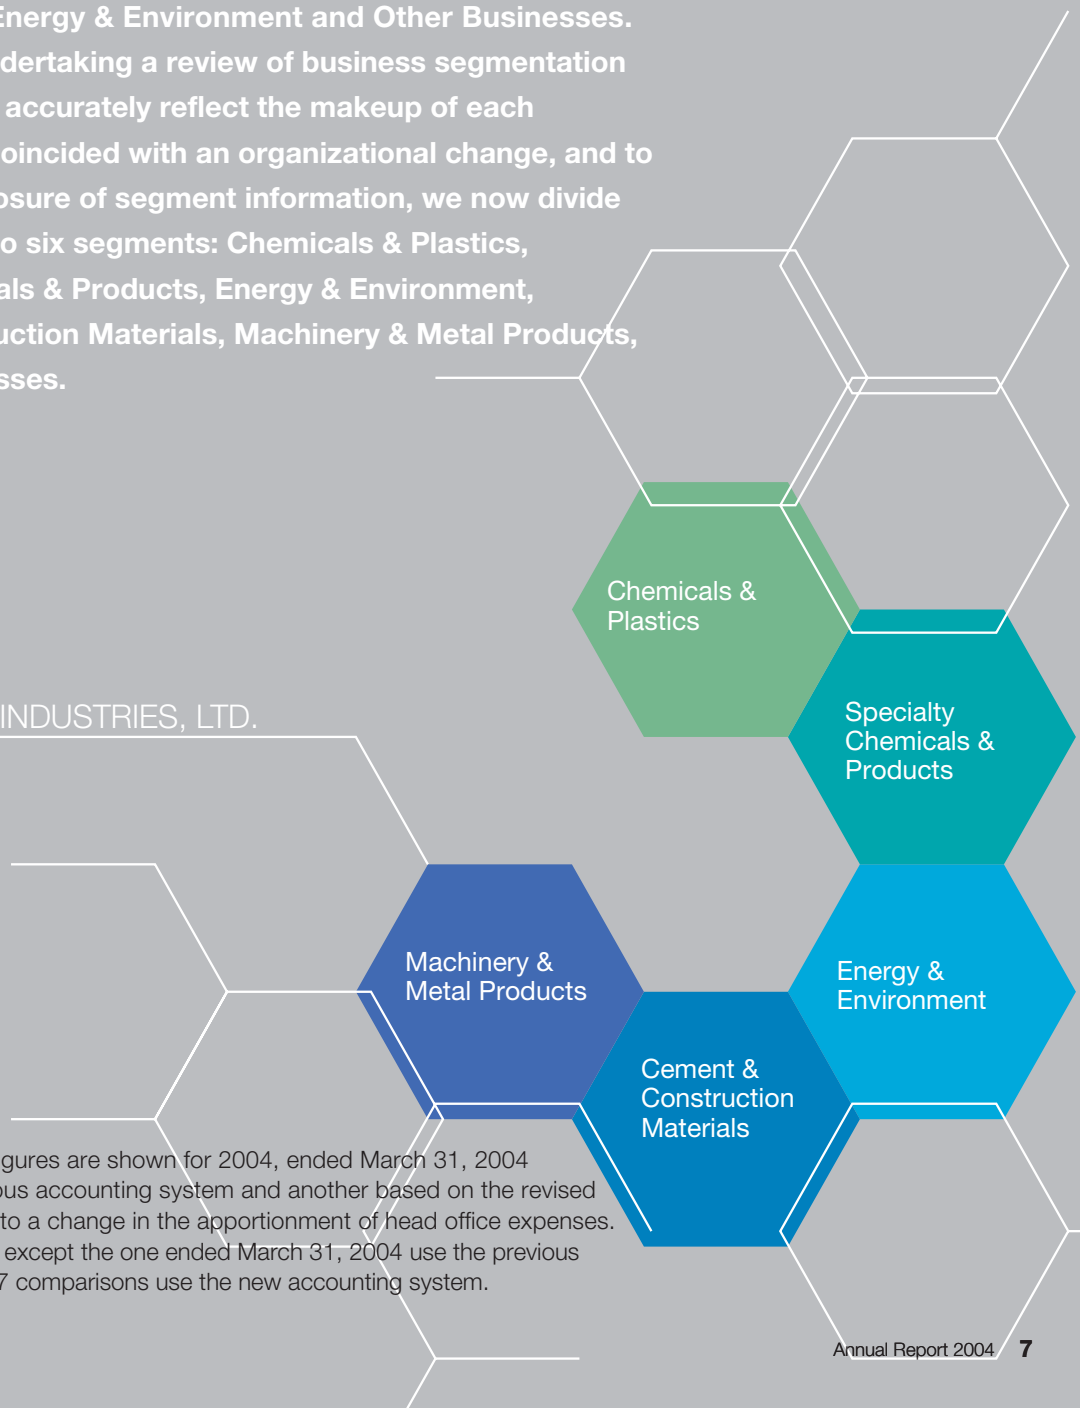 Energy & Environment and Other Businesses.
dertaking a review of business segmentation
accurately reflect the makeup of each
oincided with an organizational change, and to
osure of segment information, we now divide
o six segments: Chemicals & Plastics,
als & Products, Energy & Environment,
uction Materials, Machinery & Metal Products,
sses.
Chemicals &
Plastics
Specialty
Chemicals &
Products
INDUSTRIES, LTD.
Machinery &
Metal Products
Energy &
Environment
Cement &
Construction
Materials
gures are shown for 2004, ended March 31, 2004
ous accounting system and another based on the revised
to a change in the apportionment of head office expenses.
except the one ended March 31, 2004 use the previous
7 comparisons use the new accounting system.
Annual Report 2004 7